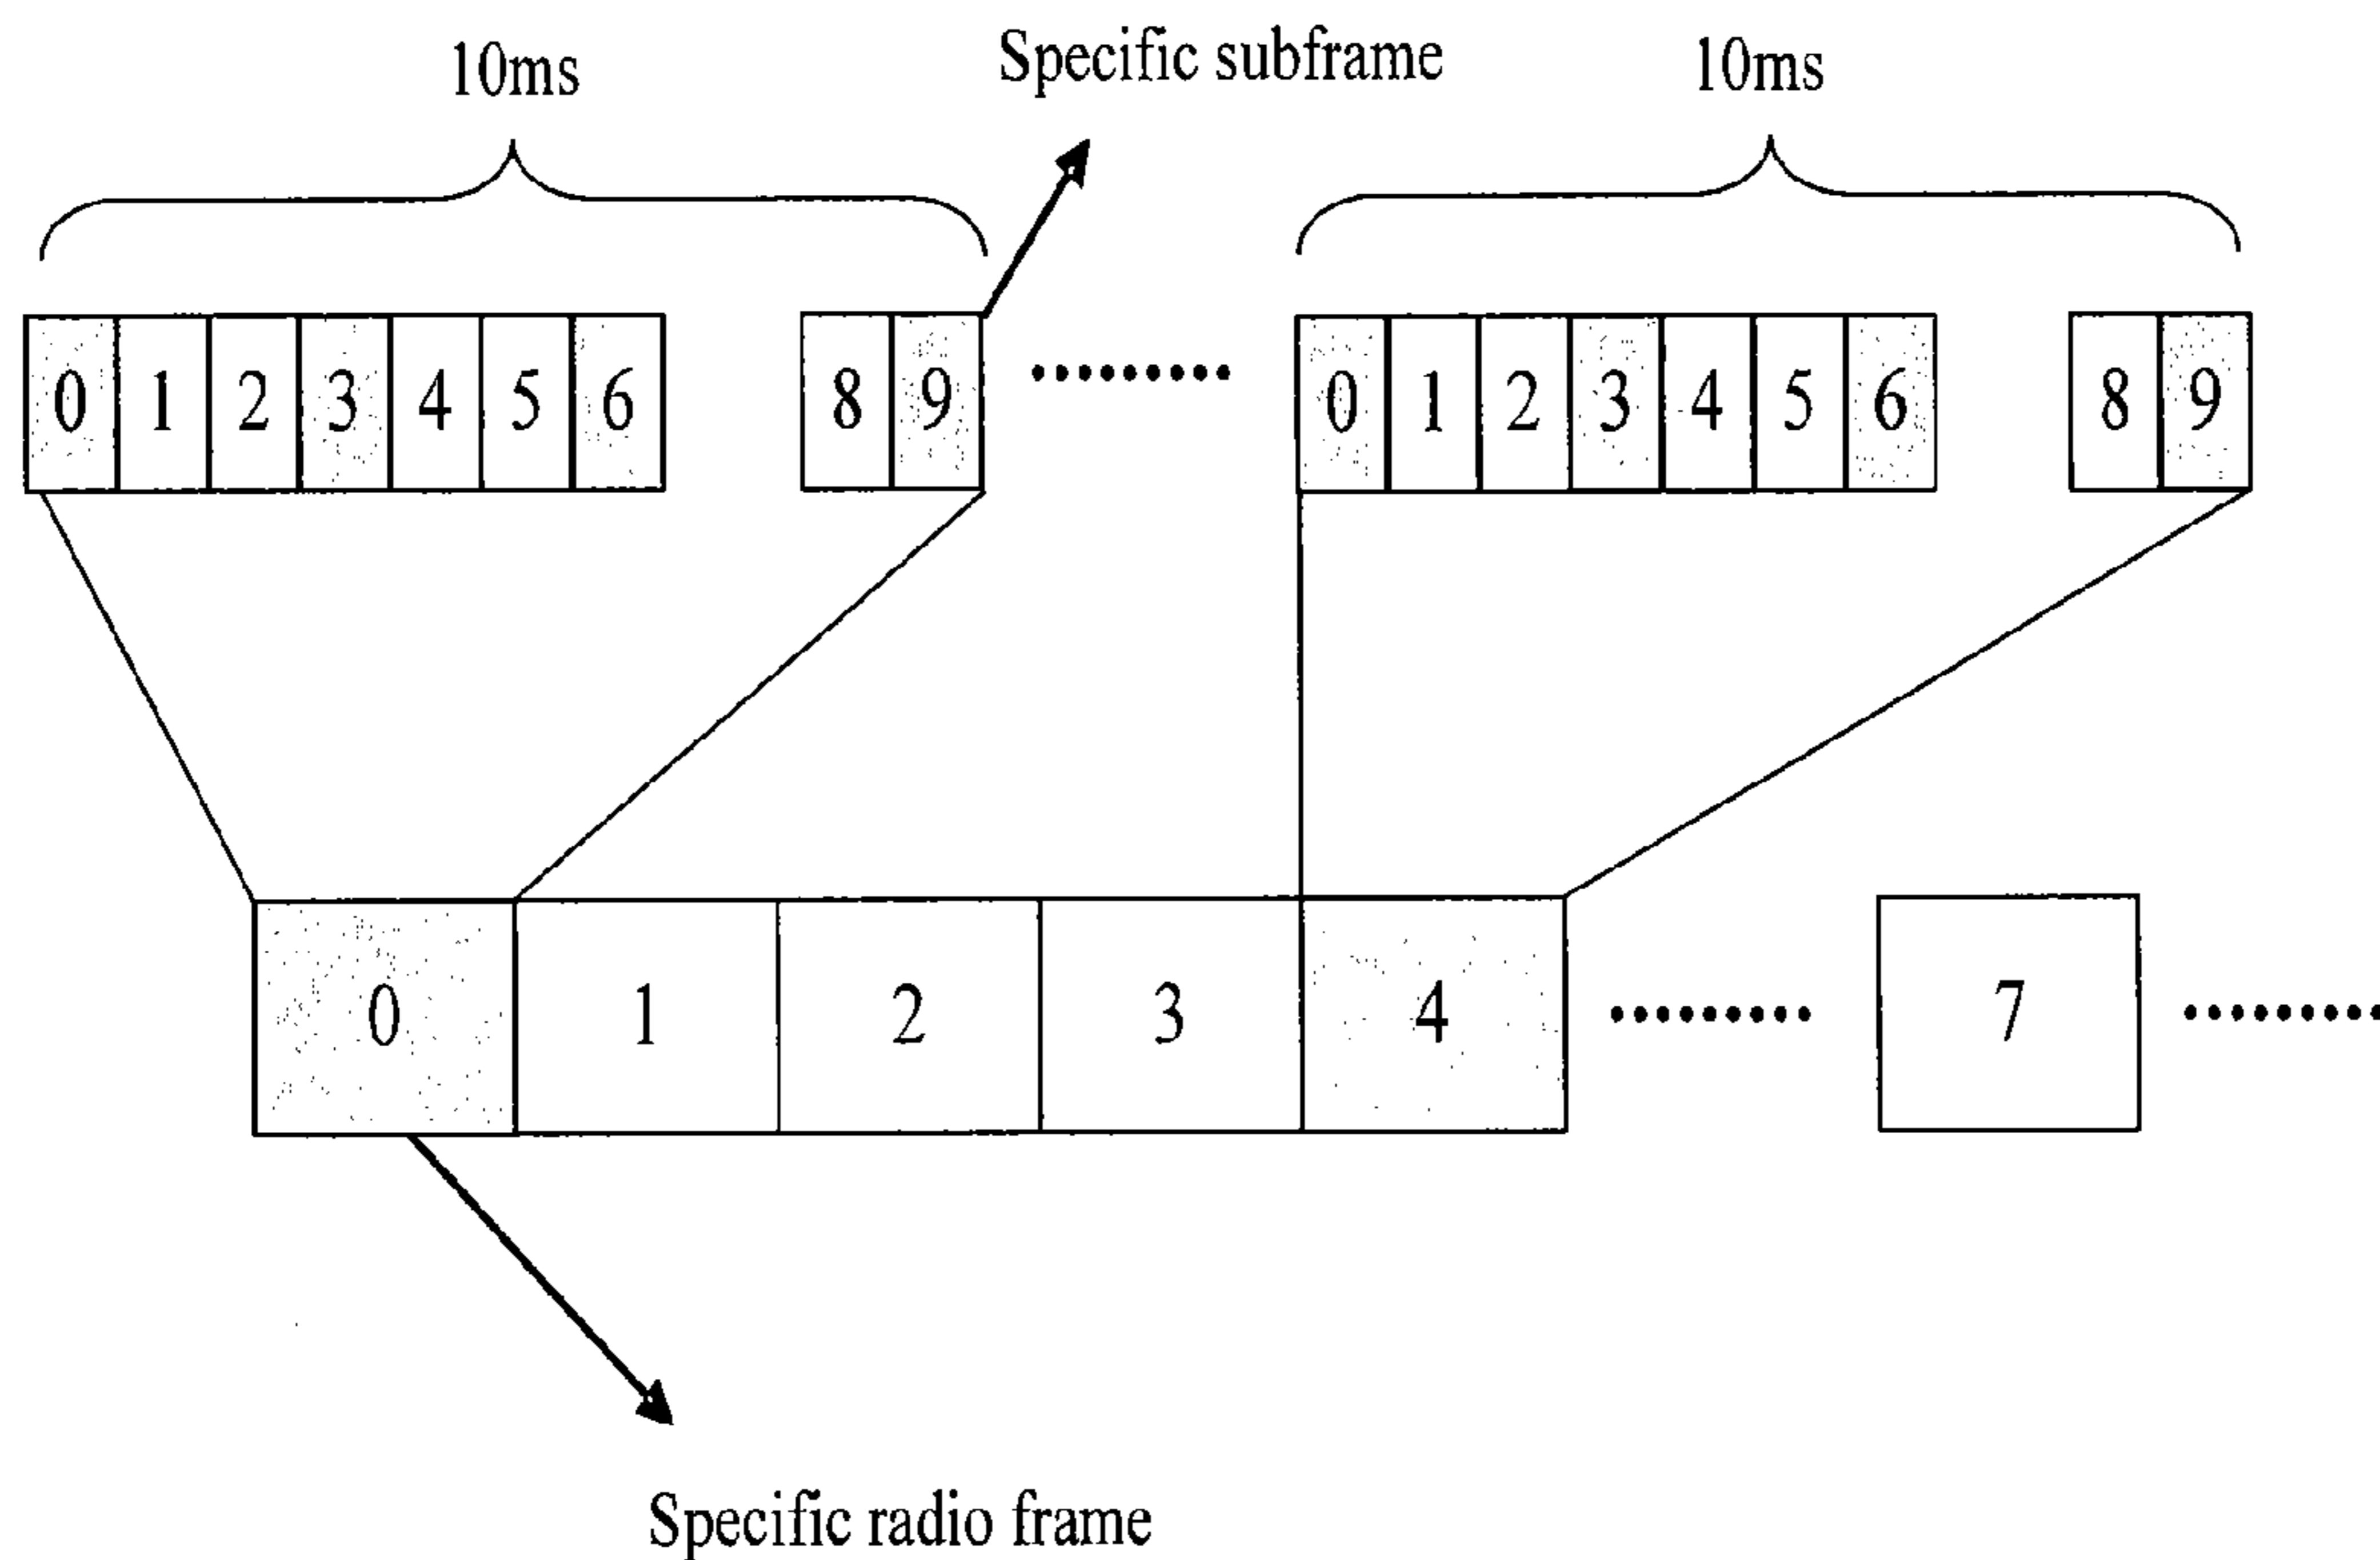 10ms Specific subframe 10ms
0 1 2 3 4 5 6 8 9 ......... 0 1 2 3 4 5 6 8 9
0 1 2 3 4 ......... 7 .........
Specific radio frame